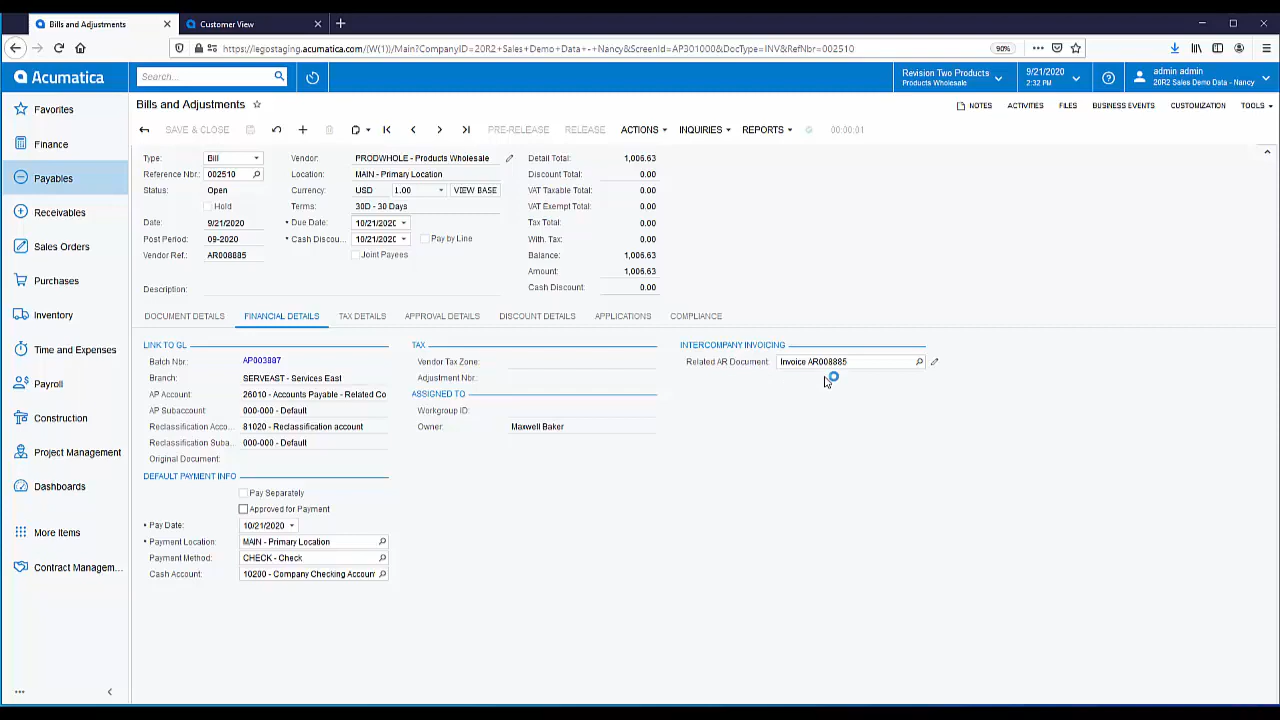 Bills and Adjustments
Customer View
https://legostaging.acumatica.com/W(1))/Main?CompanyID=20R2+Sales+Demo+Data+-+Nancy&ScreenId=AP301000&DocType=INV&RefNbr=002510
90%
Acumatica
Search...
Revision Two Products
Products Wholesale
9/21/2020
2:32 PM
admin admin
20R2 Sales Demo Data - Nancy
Favorites
Finance
Payables
Receivables
Sales Orders
Purchases
Inventory
Time and Expenses
Payroll
Construction
Project Management
Dashboards
More Items
Contract Managem...
Bills and Adjustments
NOTES ACTIVITIES FILES BUSINESS EVENTS CUSTOMIZATION TOOLS
SAVE & CLOSE PRE-RELEASE RELEASE ACTIONS INQUIRIES REPORTS 00:00:01
Type: Bill Vendor: PRODWHOLE - Products Wholesale Detail Total: 1,006.63
Reference Nbr.: 002510 Location: MAIN - Primary Location Discount Total: 0.00
Status: Open Currency: USD 1.00 VIEW BASE VAT Taxable Total: 0.00
Hold Terms: 30D - 30 Days VAT Exempt Total: 0.00
Date: 9/21/2020 Due Date: 10/21/2020 Tax Total: 0.00
Post Period: 09-2020 Cash Discou... 10/21/2020 Pay by Line With. Tax: 0.00
Vendor Ref.: AR008885 Joint Payees Balance: 1,006.63
Amount: 1,006.63
Description: Cash Discount: 0.00
DOCUMENT DETAILS FINANCIAL DETAILS TAX DETAILS APPROVAL DETAILS DISCOUNT DETAILS APPLICATIONS COMPLIANCE
LINK TO GL
Batch Nbr.: AP003887
Branch: SERVEAST - Services East
AP Account: 26010 - Accounts Payable - Related Co
AP Subaccount: 000-000 - Default
Reclassification Acco... 81020 - Reclassification account
Reclassification Suba... 000-000 - Default
Original Document:
DEFAULT PAYMENT INFO
Pay Separately
Approved for Payment
Pay Date: 10/21/2020
Payment Location: MAIN - Primary Location
Payment Method: CHECK - Check
Cash Account: 10200 - Company Checking Accoun
TAX
Vendor Tax Zone:
Adjustment Nbr.:
ASSIGNED TO
Workgroup ID:
Owner: Maxwell Baker
INTERCOMPANY INVOICING
Related AR Document: Invoice AR008885